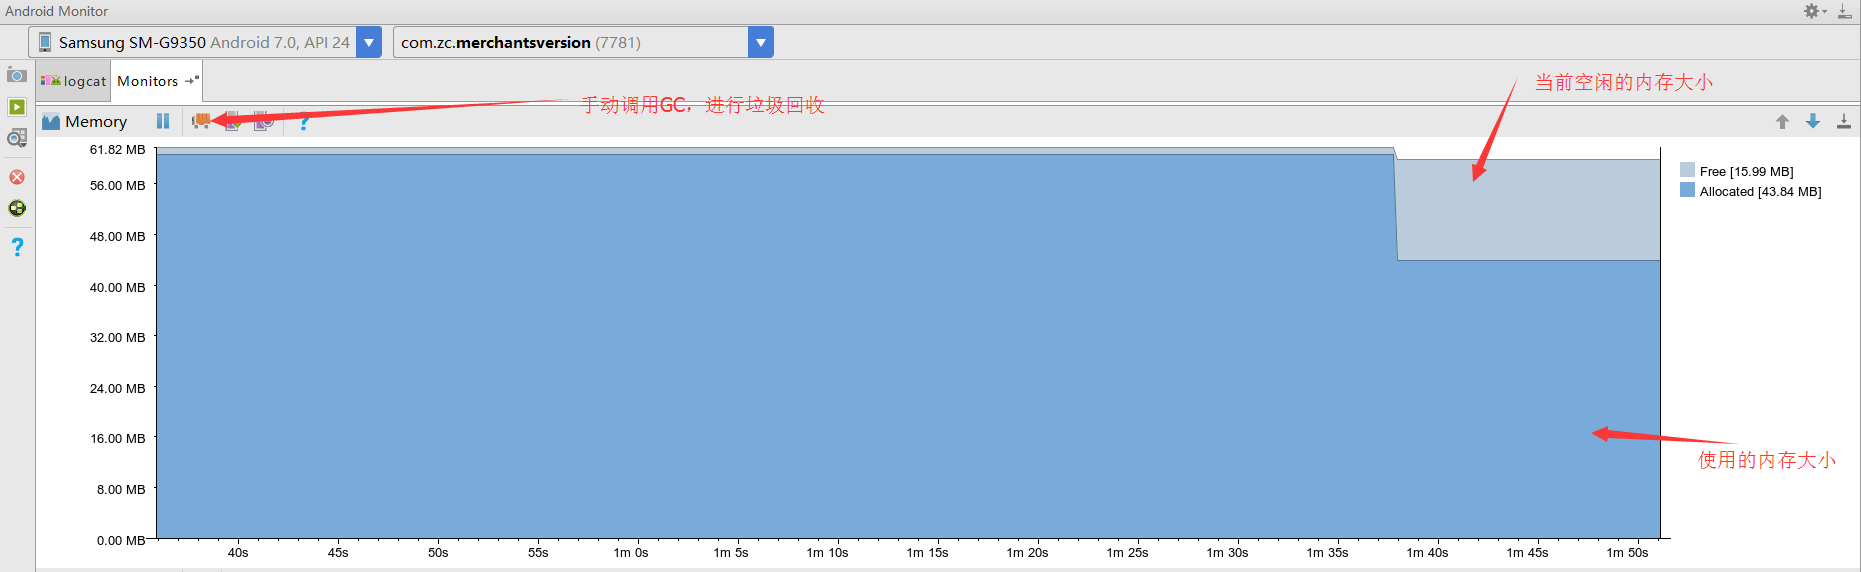 Android Monitor
Samsung SM-G9350 Android 7.0, API 24
com.zc.merchantsversion (7781)
logcat
Monitors
当前空闲的内存大小
手动调用GC，进行垃圾回收
Memory
?
61.82 MB
56.00 MB
48.00 MB
40.00 MB
32.00 MB
24.00 MB
16.00 MB
8.00 MB
0.00 MB
Free [15.99 MB]
Allocated [43.84 MB]
?
使用的内存大小
40s 45s 50s 55s 1m 0s 1m 5s 1m 10s 1m 15s 1m 20s 1m 25s 1m 30s 1m 35s 1m 40s 1m 45s 1m 50s